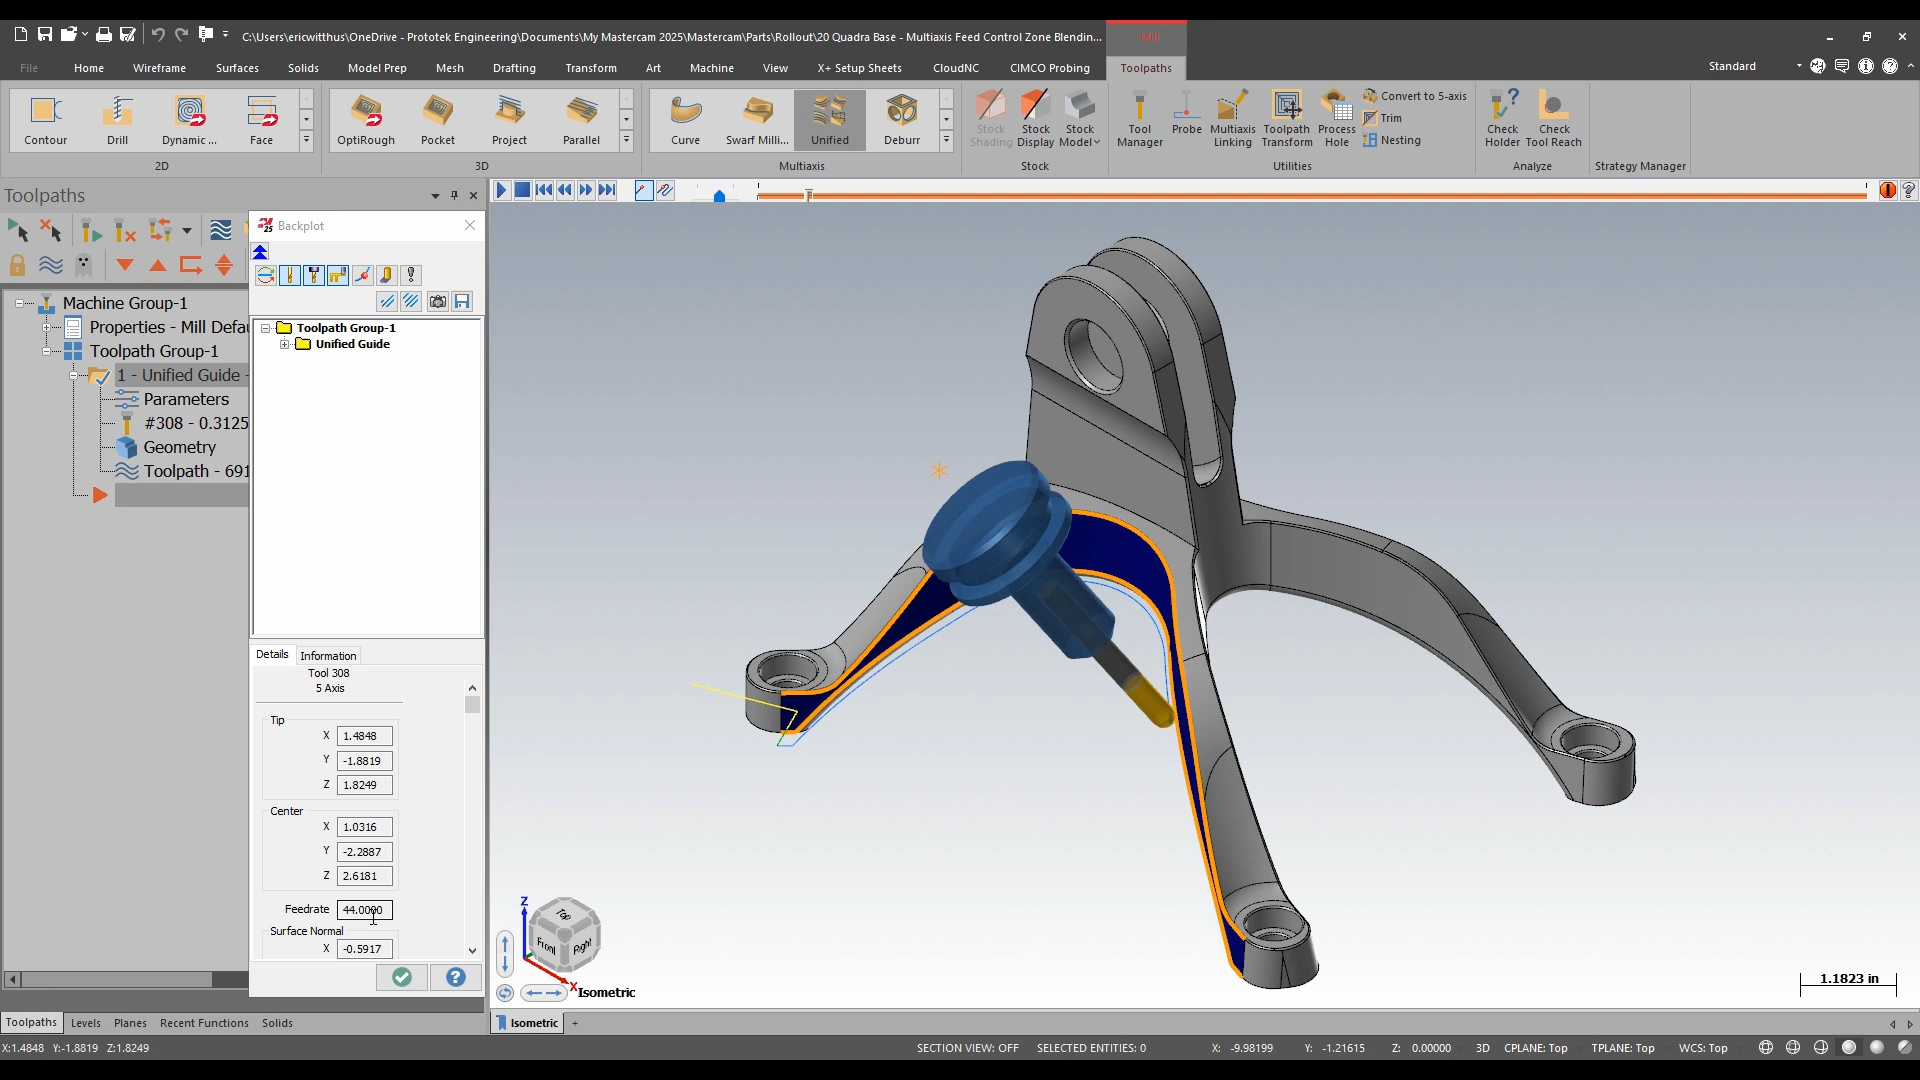 C:\Users\ericwitthus\OneDrive - Prototek Engineering\Documents\My Mastercam 2025\Mastercam\Parts\Rollout\20 Quadra Base - Multiaxis Feed Control Zone Blendin...
Mill
File Home Wireframe Surfaces Solids Model Prep Mesh Drafting Transform Art Machine View X+ Setup Sheets CloudNC CIMCO Probing Toolpaths Standard
Contour Drill Dynamic ... Face
2D
OptiRough Pocket Project Parallel
3D
Curve Swarf Milli... Unified Deburr
Multiaxis
Stock Shading Stock Display Stock Model
Stock
Tool Manager Probe Multiaxis Linking Toolpath Transform Process Hole
Convert to 5-axis
Trim
Nesting
Utilities
Check Holder Check Tool Reach
Analyze
Strategy Manager
Toolpaths
Machine Group-1
Properties - Mill Defau
Toolpath Group-1
1 - Unified Guide -
Parameters
#308 - 0.3125
Geometry
Toolpath - 691
Backplot
Toolpath Group-1
Unified Guide
Details Information
Tool 308
5 Axis
Tip
X 1.4848
Y -1.8819
Z 1.8249
Center
X 1.0316
Y -2.2887
Z 2.6181
Feedrate 44.0000
Surface Normal
X -0.5917
Z
Top
Front Right
X
Isometric
1.1823 in
Toolpaths Levels Planes Recent Functions Solids
Isometric +
X:1.4848 Y:-1.8819 Z:1.8249
SECTION VIEW: OFF SELECTED ENTITIES: 0 X: -9.98199 Y: -1.21615 Z: 0.00000 3D CPLANE: Top TPLANE: Top WCS: Top